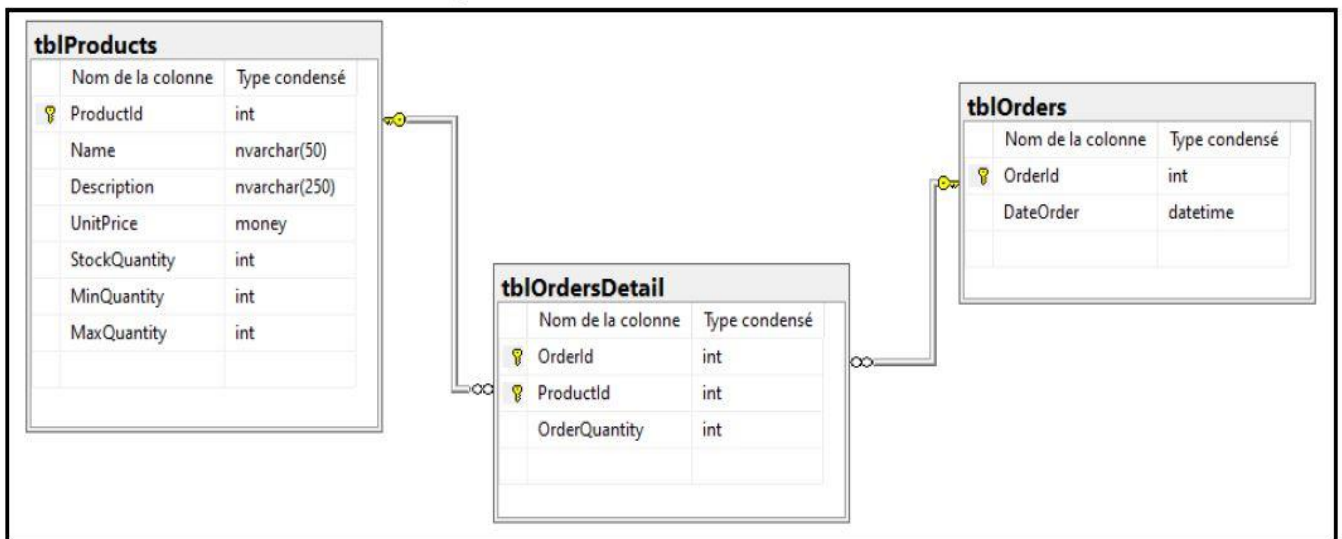 tblProducts
Nom de la colonne Type condensé
ProductId int
Name nvarchar(50)
Description nvarchar(250)
UnitPrice money
StockQuantity int
MinQuantity int
MaxQuantity int
tblOrders
Nom de la colonne Type condensé
OrderId int
DateOrder datetime
tblOrdersDetail
Nom de la colonne Type condensé
OrderId int
ProductId int
OrderQuantity int